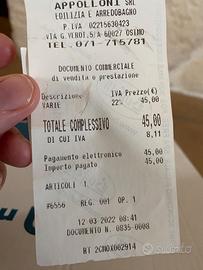 APPOLLONI SRL
EDILIZIA E ARREDOBAGNO
P.IVA 02215630423
VIA G.VERDI.5/A 60027 OSIMO
TEL.071-715781
DOCUMENTO COMMERCIALE
di vendita o prestazione
Descrizione IVA Prezzo(€)
VARIE 22% 45,00
TOTALE COMPLESSIVO 45,00
DI CUI IVA 8,11
Pagamento elettronico 45,00
Importo pagato 45,00
ARTICOLI 1
#6556 REG. 001 OP. 1
12 03 2022 08:41
DOCUMENTO N. 0835-0008
RT 2CMOX002914
Subito